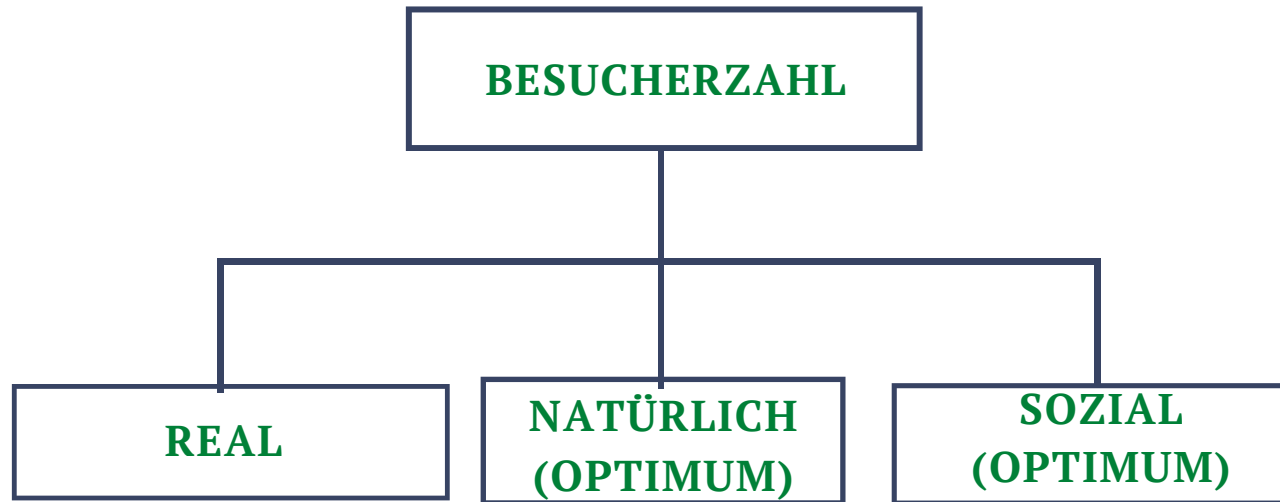 BESUCHERZAHL
REAL
NATÜRLICH
(OPTIMUM)
SOZIAL
(OPTIMUM)